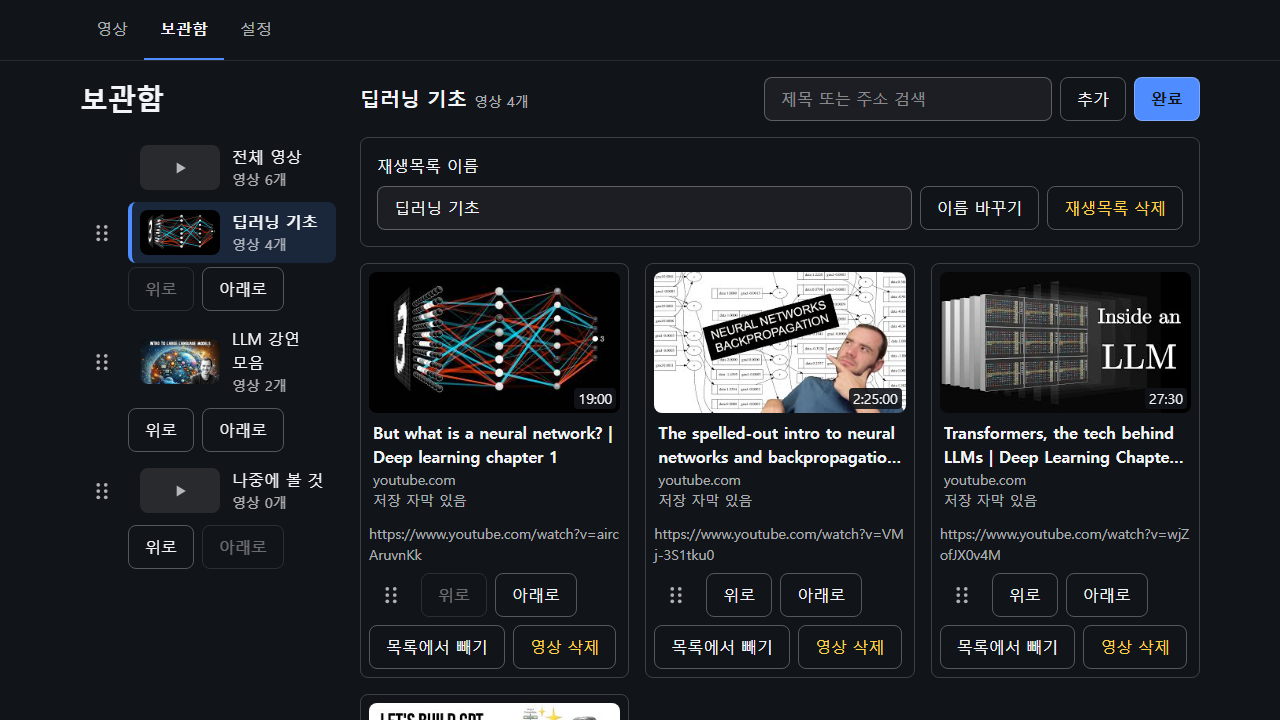 영상
보관함
설정
보관함
전체 영상
영상 6개
딥러닝 기초
영상 4개
위로
아래로
INTRO TO LARGE LANGUAGE MODELS
LLM 강연
모음
영상 2개
위로
아래로
나중에 볼 것
영상 0개
위로
아래로
딥러닝 기초 영상 4개
제목 또는 주소 검색
추가
완료
재생목록 이름
딥러닝 기초
이름 바꾸기
재생목록 삭제
3
19:00
But what is a neural network? |
Deep learning chapter 1
youtube.com
저장 자막 있음
https://www.youtube.com/watch?v=airc
AruvnKk
위로
아래로
목록에서 빼기
영상 삭제
NEURAL NETWORKS
BACKPROPAGATION
2:25:00
The spelled-out intro to neural
networks and backpropagatio...
youtube.com
저장 자막 있음
https://www.youtube.com/watch?v=VM
j-3S1tku0
위로
아래로
목록에서 빼기
영상 삭제
Inside an
LLM
27:30
Transformers, the tech behind
LLMs | Deep Learning Chapte...
youtube.com
저장 자막 있음
https://www.youtube.com/watch?v=wjZ
ofJX0v4M
위로
아래로
목록에서 빼기
영상 삭제
LET'S BUILD GPT